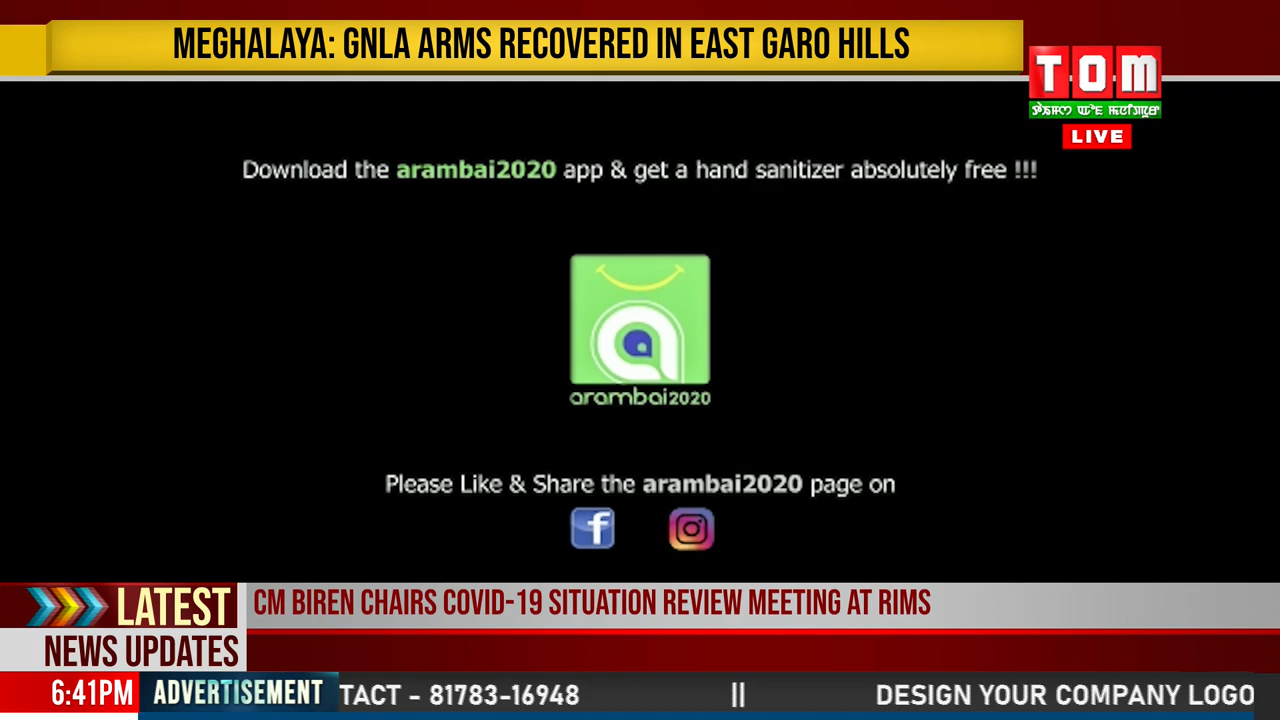 MEGHALAYA: GNLA ARMS RECOVERED IN EAST GARO HILLS
TOM
LIVE
Download the arambai2020 app & get a hand sanitizer absolutely free !!!
arambai2020
Please Like & Share the arambai2020 page on
LATEST
NEWS UPDATES
CM BIREN CHAIRS COVID-19 SITUATION REVIEW MEETING AT RIMS
6:41PM
ADVERTISEMENT
TACT - 81783-16948 || DESIGN YOUR COMPANY LOGO